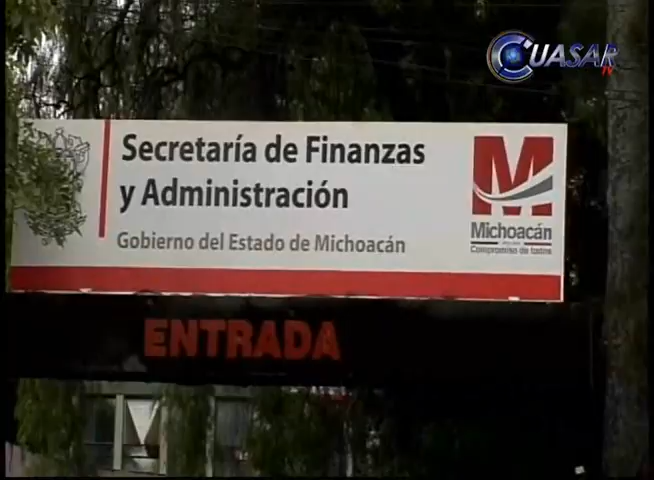 CUASAR
TV
Secretaría de Finanzas
y Administración
Gobierno del Estado de Michoacán
Michoacán
Compromiso de todos
ENTRADA